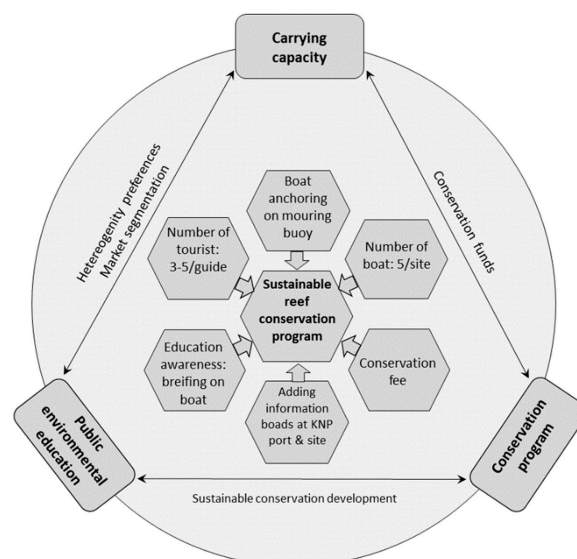 Carrying
capacity
Hetereogenity preferences
Market segmentation
Conservation funds
Boat
anchoring
on mouring
buoy
Number of
tourist:
3-5/guide
Number of
boat: 5/site
Sustainable
reef
conservation
program
Education
awareness:
breifing on
boat
Conservation
fee
Adding
information
boads at KNP
port & site
Public
environmental
education
Conservation
program
Sustainable conservation development